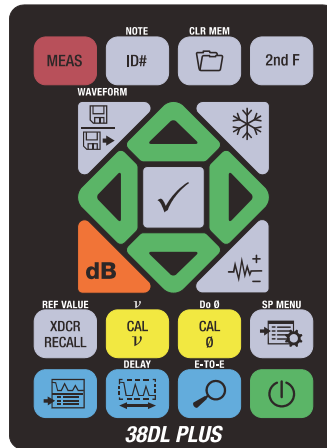 NOTE CLR MEM
MEAS ID# 2nd F
WAVEFORM
dB
REF VALUE ν Do Ø
SP MENU
XDCR RECALL
CAL ν
CAL Ø
DELAY E-TO-E
38DL PLUS